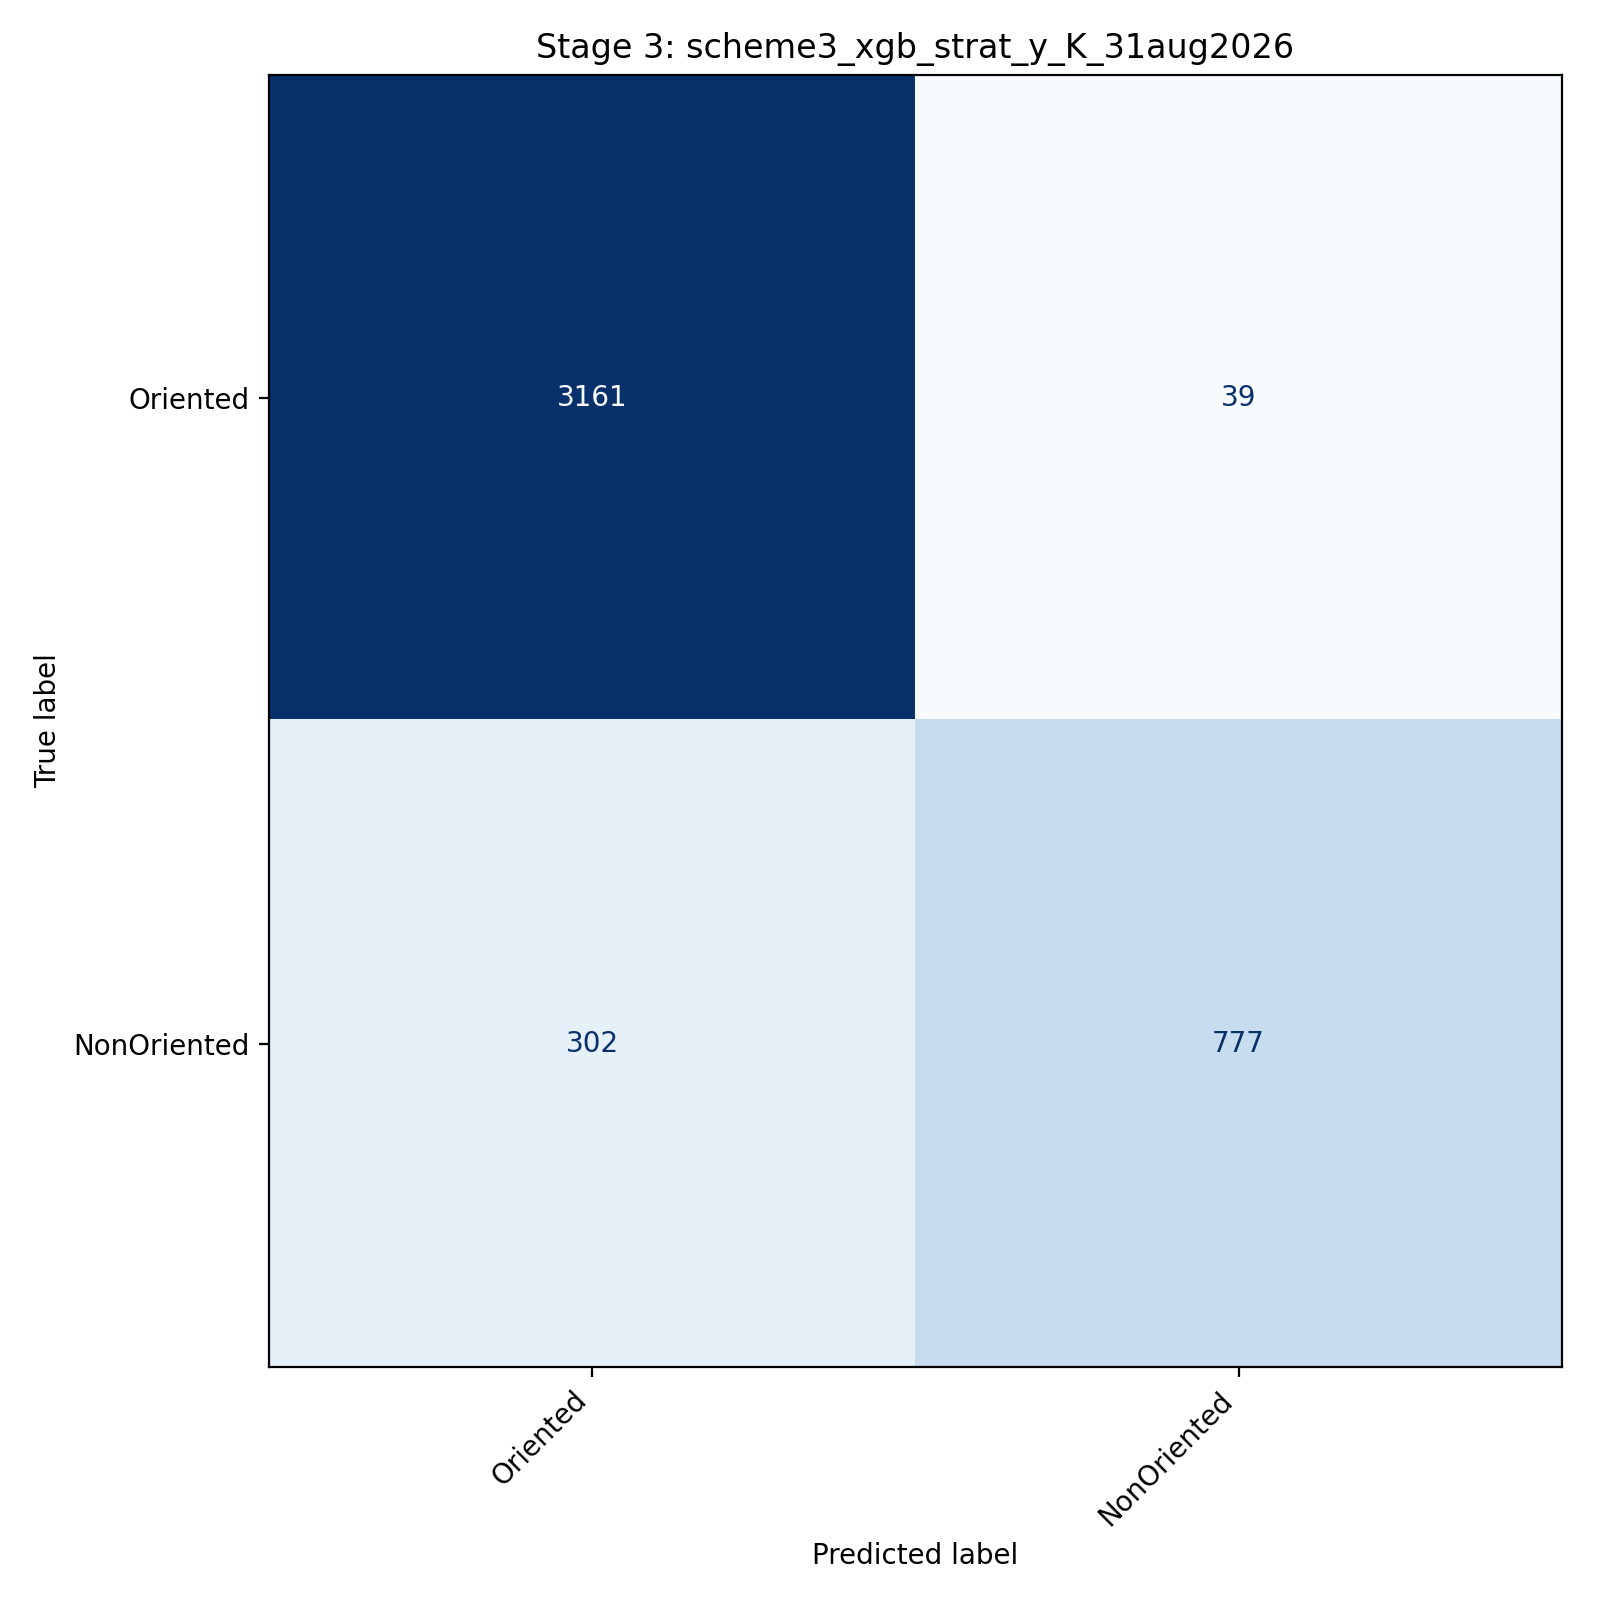 Stage 3: scheme3_xgb_strat_y_K_31aug2026
Oriented
3161
39
True label
NonOriented
302
777
Oriented
NonOriented
Predicted label